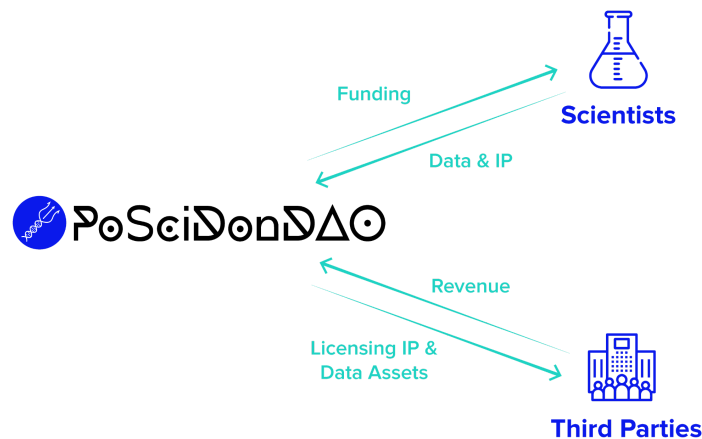 Funding
Scientists
Data & IP
PoSciDonDAO
Revenue
Licensing IP &
Data Assets
Third Parties